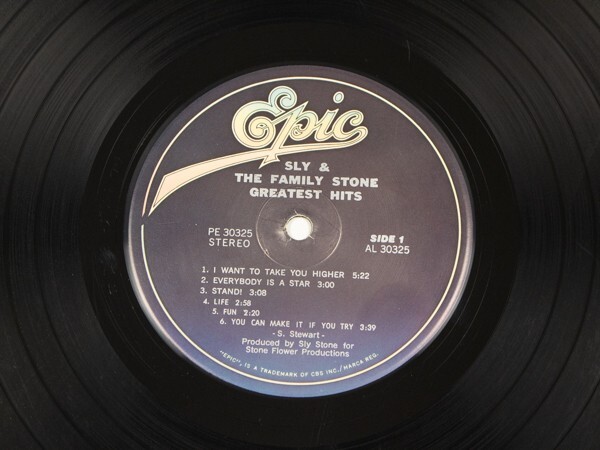 Epic
SLY &
THE FAMILY STONE
GREATEST HITS
PE 30325
STEREO
SIDE 1
AL 30325
1. I WANT TO TAKE YOU HIGHER 5:22
2. EVERYBODY IS A STAR 3:00
3. STAND! 3:08
4. LIFE 2:58
5. FUN 2:20
6. YOU CAN MAKE IT IF YOU TRY 3:39
- S. Stewart -
Produced by Sly Stone for
Stone Flower Productions
"EPIC", IS A TRADEMARK OF CBS INC./MARCA REG.